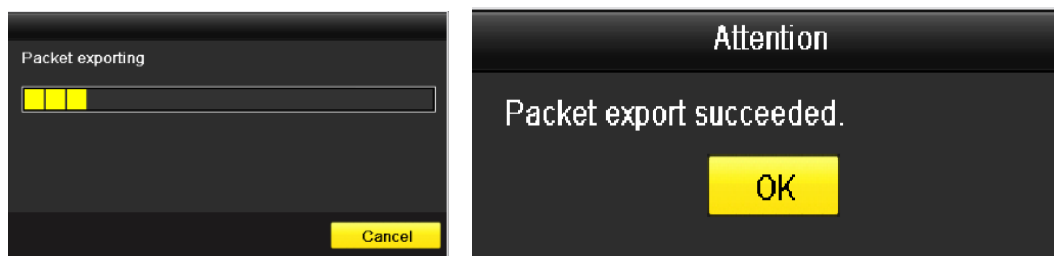 Packet exporting
Cancel
Attention
Packet export succeeded.
OK